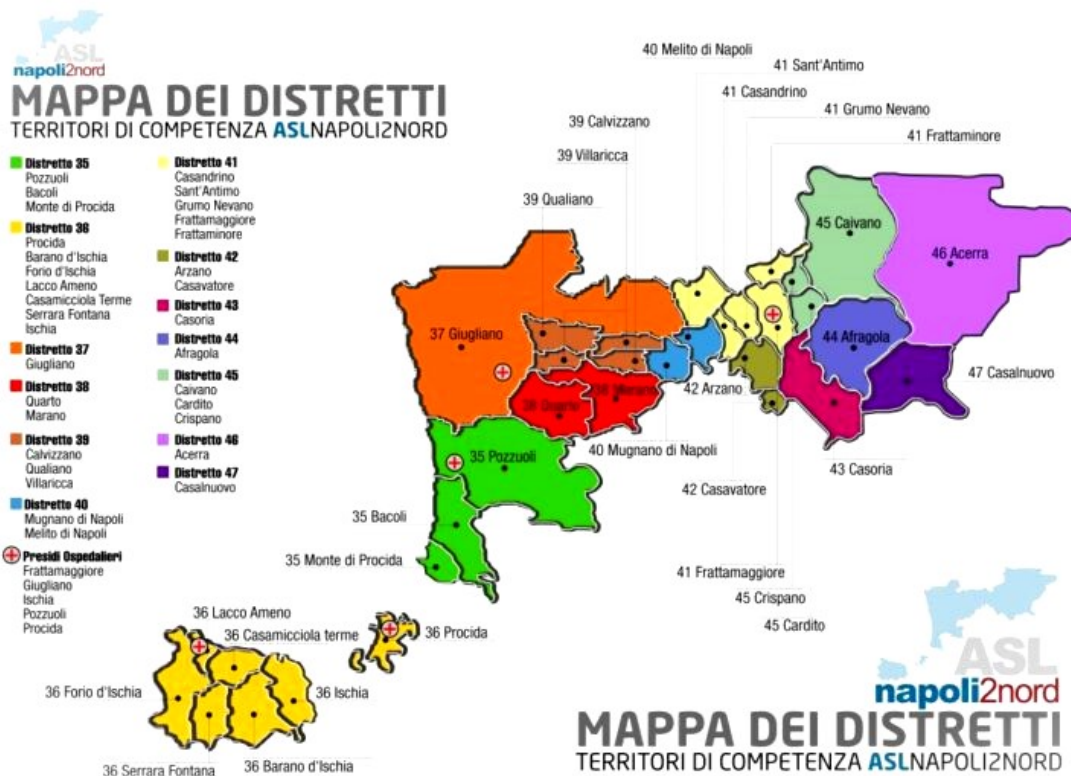 ASL
napoli2nord
MAPPA DEI DISTRETTI
TERRITORI DI COMPETENZA ASLNAPOLI2NORD
Distretto 35
Pozzuoli
Bacoli
Monte di Procida
Distretto 36
Procida
Barano d'Ischia
Forio d'Ischia
Lacco Ameno
Casamicciola Terme
Serrara Fontana
Ischia
Distretto 37
Giugliano
Distretto 38
Quarto
Marano
Distretto 39
Calvizzano
Qualiano
Villaricca
Distretto 40
Mugnano di Napoli
Melito di Napoli
Presidi Ospedalieri
Frattamaggiore
Giugliano
Ischia
Pozzuoli
Procida
Distretto 41
Casandrino
Sant'Antimo
Grumo Nevano
Frattamaggiore
Frattaminore
Distretto 42
Arzano
Casavatore
Distretto 43
Casoria
Distretto 44
Afragola
Distretto 45
Caivano
Cardito
Crispano
Distretto 46
Acerra
Distretto 47
Casalnuovo
40 Melito di Napoli
41 Sant'Antimo
41 Casandrino
41 Grumo Nevano
39 Calvizzano
41 Frattaminore
39 Villaricca
39 Qualiano
45 Caivano
46 Acerra
37 Giugliano
44 Afragola
47 Casalnuovo
42 Arzano
38 Marano
38 Quarto
40 Mugnano di Napoli
35 Pozzuoli
43 Casoria
42 Casavatore
35 Bacoli
35 Monte di Procida
41 Frattamaggiore
45 Crispano
45 Cardito
36 Lacco Ameno
36 Casamicciola terme
36 Procida
36 Forio d'Ischia
36 Ischia
36 Serrara Fontana
36 Barano d'Ischia
ASL
napoli2nord
MAPPA DEI DISTRETTI
TERRITORI DI COMPETENZA ASLNAPOLI2NORD